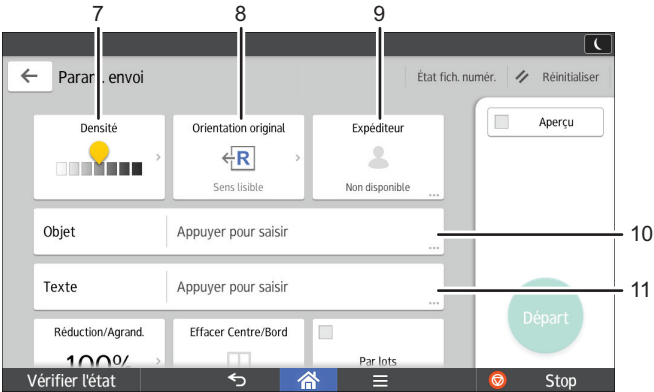 7 8 9
Param. envoi
État fich. numér.
Réinitialiser
Densité
Orientation original
R
Sens lisible
Expéditeur
Non disponible
Aperçu
Objet
Appuyer pour saisir
10
Texte
Appuyer pour saisir
11
Départ
Réduction/Agrand.
100%
Effacer Centre/Bord
Par lots
Vérifier l'état
Stop